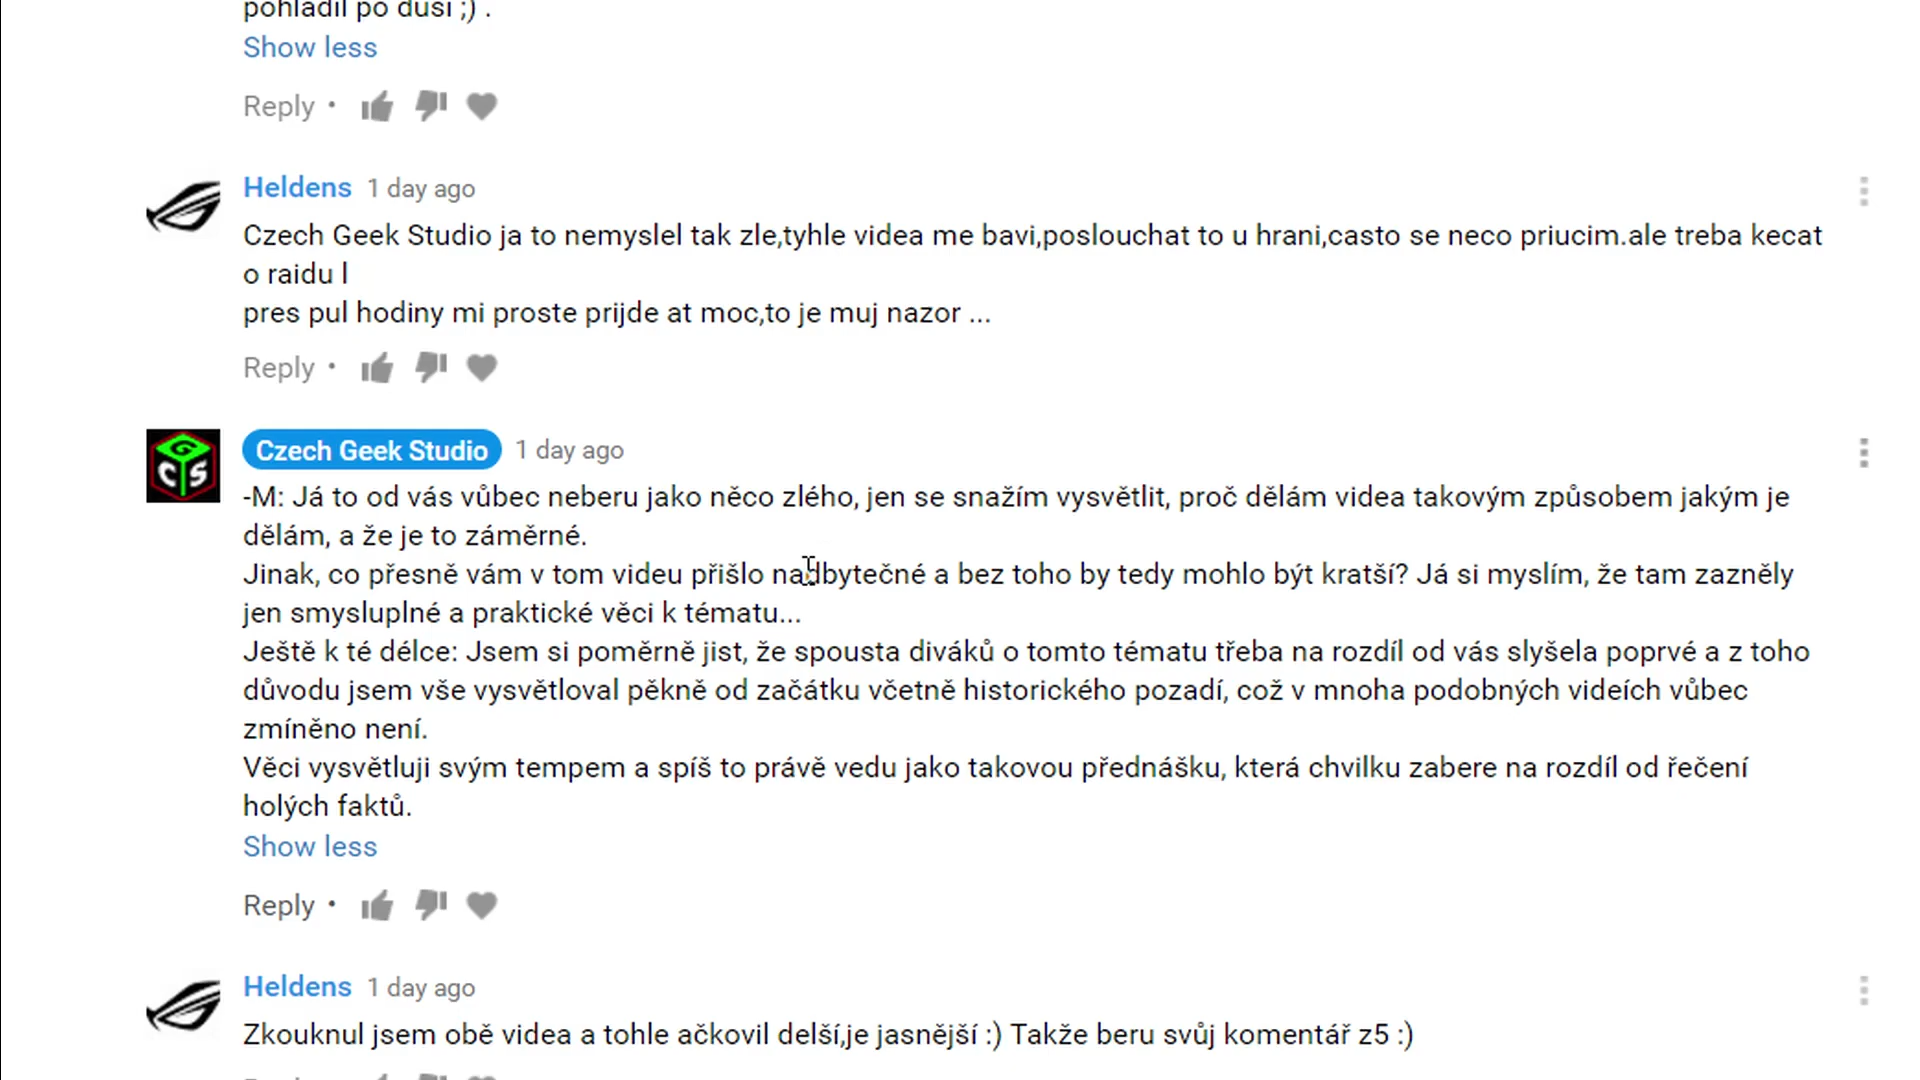 pohladil po duši ;) .
Show less
Reply •
Heldens 1 day ago
Czech Geek Studio ja to nemyslel tak zle,tyhle videa me bavi,poslouchat to u hrani,casto se neco priucim.ale treba kecat
o raidu l
pres pul hodiny mi proste prijde at moc,to je muj nazor ...
Reply •
Czech Geek Studio 1 day ago
-M: Já to od vás vůbec neberu jako něco zlého, jen se snažím vysvětlit, proč dělám videa takovým způsobem jakým je
dělám, a že je to záměrné.
Jinak, co přesně vám v tom videu přišlo nadbytečné a bez toho by tedy mohlo být kratší? Já si myslím, že tam zazněly
jen smysluplné a praktické věci k tématu...
Ještě k té délce: Jsem si poměrně jist, že spousta diváků o tomto tématu třeba na rozdíl od vás slyšela poprvé a z toho
důvodu jsem vše vysvětloval pěkně od začátku včetně historického pozadí, což v mnoha podobných videích vůbec
zmíněno není.
Věci vysvětluji svým tempem a spíš to právě vedu jako takovou přednášku, která chvilku zabere na rozdíl od řečení
holých faktů.
Show less
Reply •
Heldens 1 day ago
Zkouknul jsem obě videa a tohle ačkovil delší,je jasnější :) Takže beru svůj komentář z5 :)